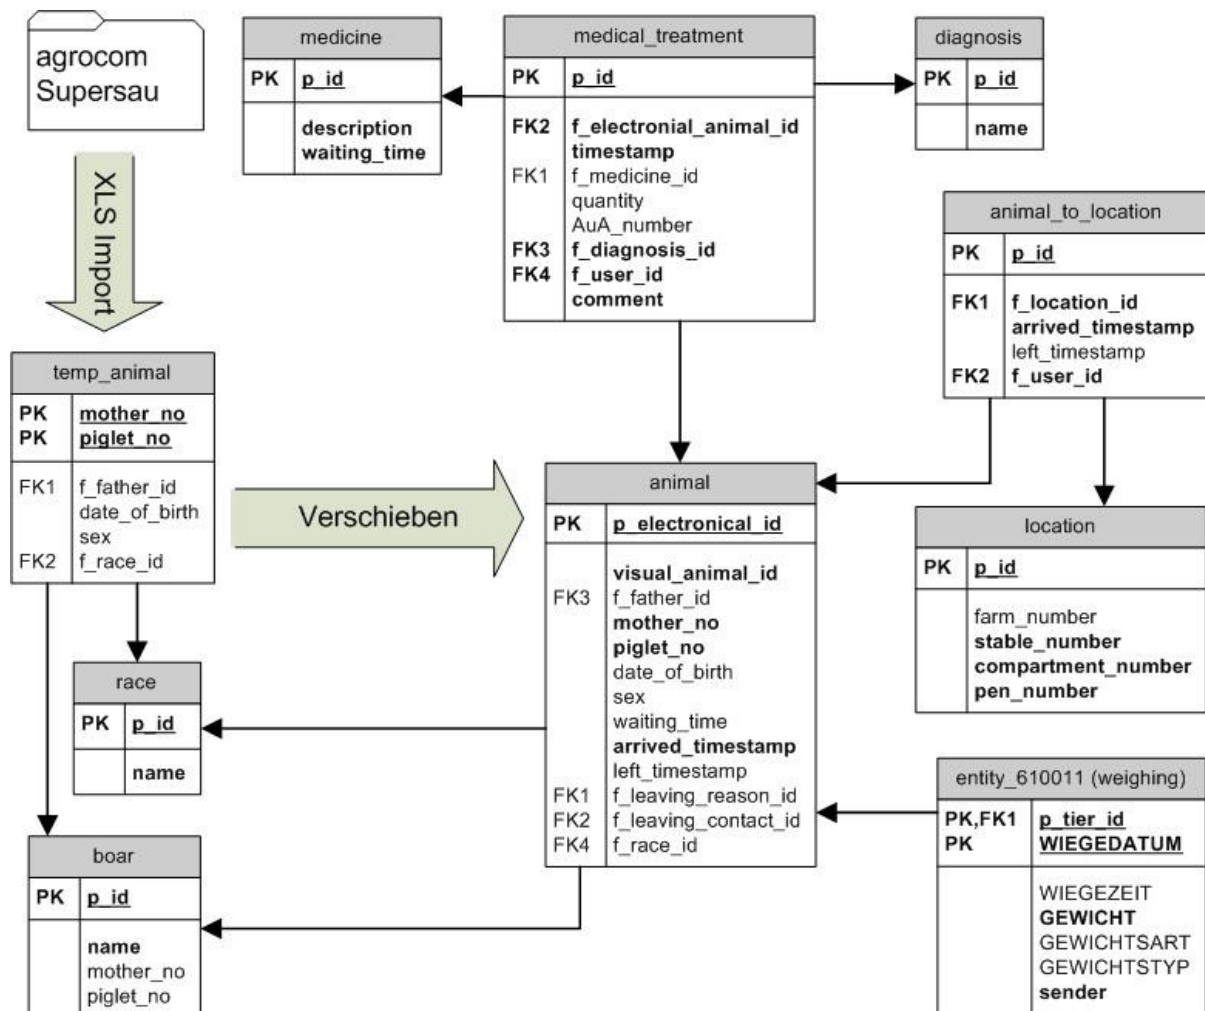 agrocom
Supersau
XLS Import
medicine
PK p_id
description
waiting_time
medical_treatment
PK p_id
FK2 f_electronial_animal_id
timestamp
FK1 f_medicine_id
quantity
AuA_number
FK3 f_diagnosis_id
FK4 f_user_id
comment
diagnosis
PK p_id
name
animal_to_location
PK p_id
FK1 f_location_id
arrived_timestamp
left_timestamp
FK2 f_user_id
temp_animal
PK mother_no
PK piglet_no
FK1 f_father_id
date_of_birth
sex
FK2 f_race_id
Verschieben
animal
PK p_electronical_id
visual_animal_id
FK3 f_father_id
mother_no
piglet_no
date_of_birth
sex
waiting_time
arrived_timestamp
left_timestamp
FK1 f_leaving_reason_id
FK2 f_leaving_contact_id
FK4 f_race_id
location
PK p_id
farm_number
stable_number
compartment_number
pen_number
race
PK p_id
name
boar
PK p_id
name
mother_no
piglet_no
entity_610011 (weighing)
PK,FK1 p_tier_id
PK WIEGEDATUM
WIEGEZEIT
GEWICHT
GEWICHTSART
GEWICHTSTYP
sender